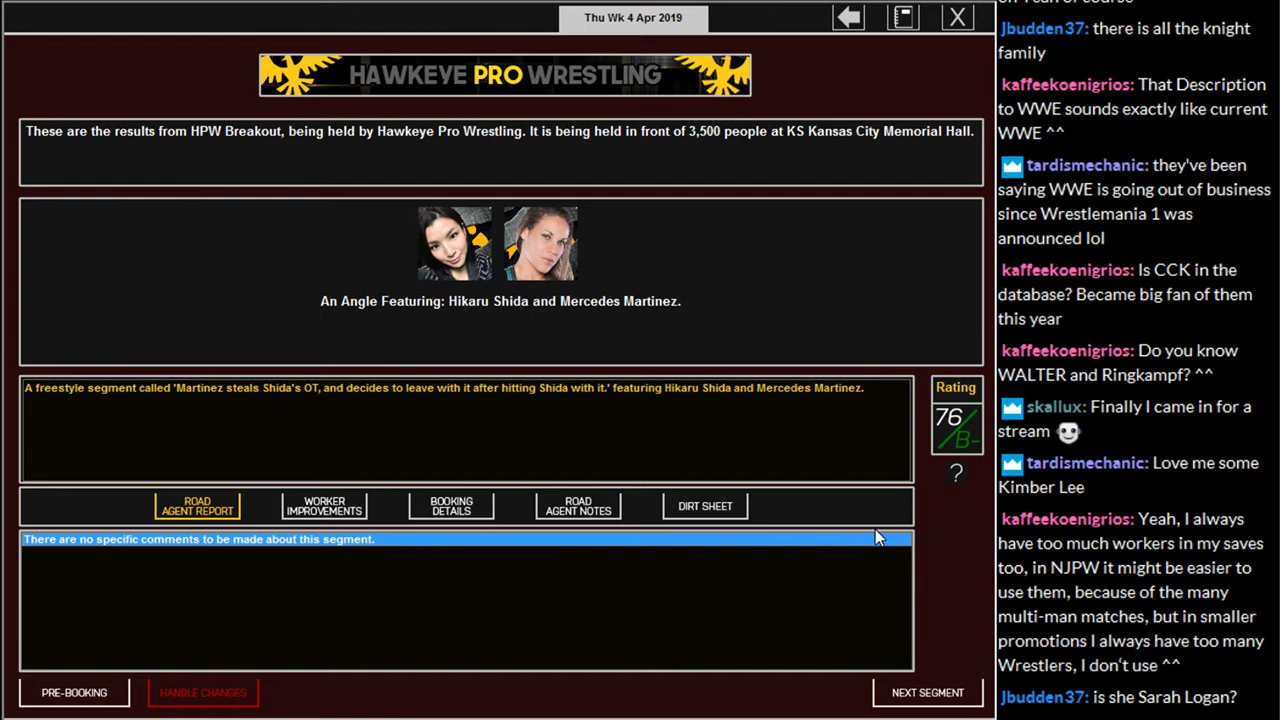 Thu Wk 4 Apr 2019
HAWKEYE PRO WRESTLING
These are the results from HPW Breakout, being held by Hawkeye Pro Wrestling. It is being held in front of 3,500 people at KS Kansas City Memorial Hall.
An Angle Featuring: Hikaru Shida and Mercedes Martinez.
A freestyle segment called 'Martinez steals Shida's OT, and decides to leave with it after hitting Shida with it.' featuring Hikaru Shida and Mercedes Martinez.
Rating
76/B-
?
ROAD
AGENT REPORT
WORKER
IMPROVEMENTS
BOOKING
DETAILS
ROAD
AGENT NOTES
DIRT SHEET
There are no specific comments to be made about this segment.
PRE-BOOKING
HANDLE CHANGES
NEXT SEGMENT
Jbudden37: there is all the knight
family
kaffeekoenigrios: That Description
to WWE sounds exactly like current
WWE ^^
tardismechanic: they've been
saying WWE is going out of business
since Wrestlemania 1 was
announced lol
kaffeekoenigrios: Is CCK in the
database? Became big fan of them
this year
kaffeekoenigrios: Do you know
WALTER and Ringkampf? ^^
skallux: Finally I came in for a
stream
tardismechanic: Love me some
Kimber Lee
kaffeekoenigrios: Yeah, I always
have too much workers in my saves
too, in NJPW it might be easier to
use them, because of the many
multi-man matches, but in smaller
promotions I always have too many
Wrestlers, I don't use ^^
Jbudden37: is she Sarah Logan?